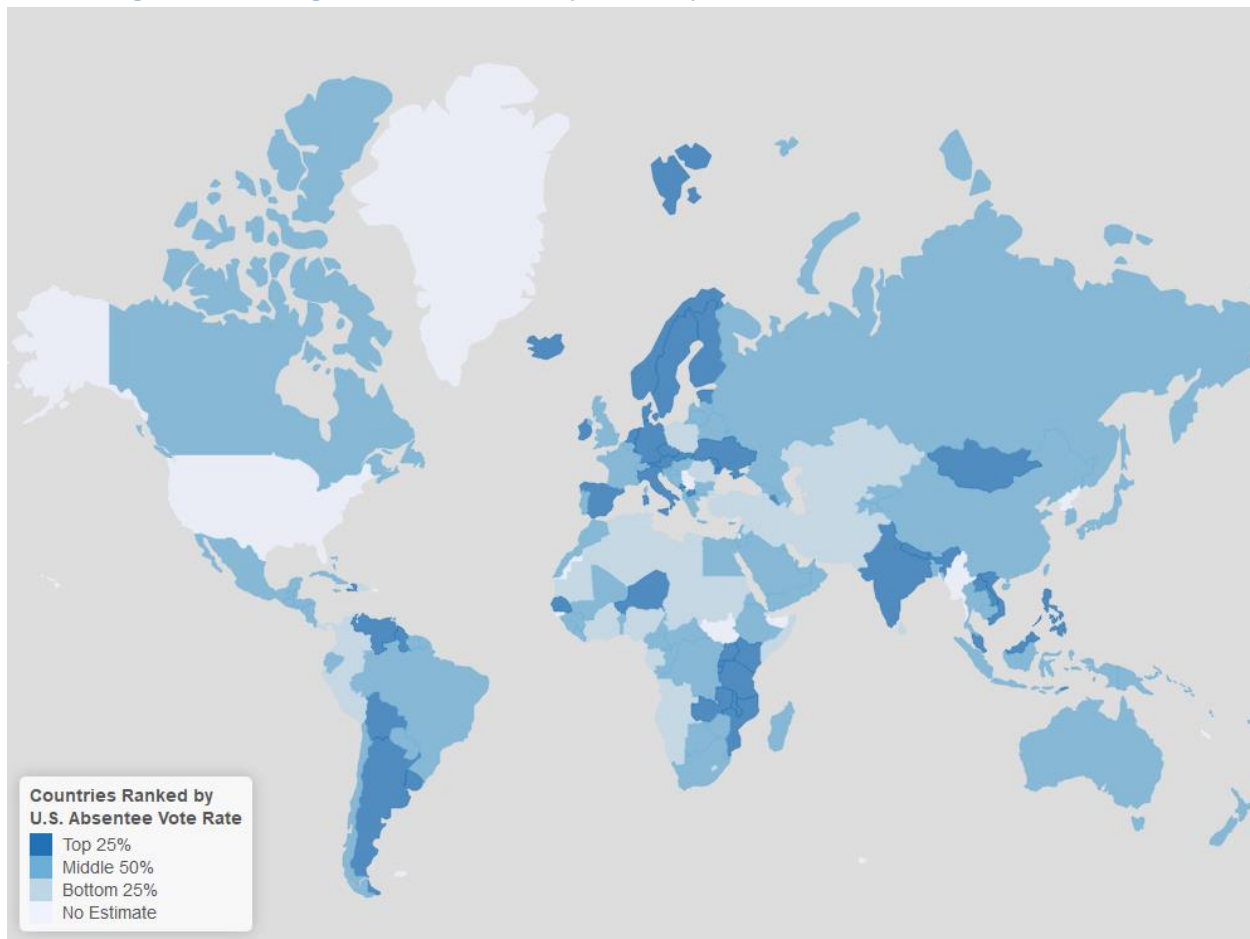 Countries Ranked by
U.S. Absentee Vote Rate
Top 25%
Middle 50%
Bottom 25%
No Estimate